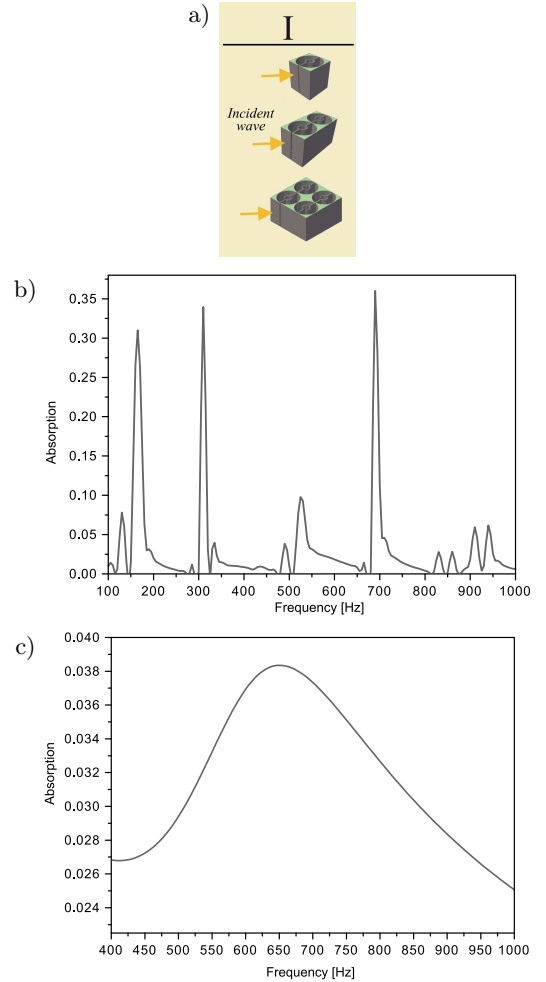 a)
I
Incident
wave
b)
Absorption
0.35
0.30
0.25
0.20
0.15
0.10
0.05
0.00
100 200 300 400 500 600 700 800 900 1000
Frequency [Hz]
c)
Absorption
0.040
0.038
0.036
0.034
0.032
0.030
0.028
0.026
0.024
400 450 500 550 600 650 700 750 800 850 900 950 1000
Frequency [Hz]